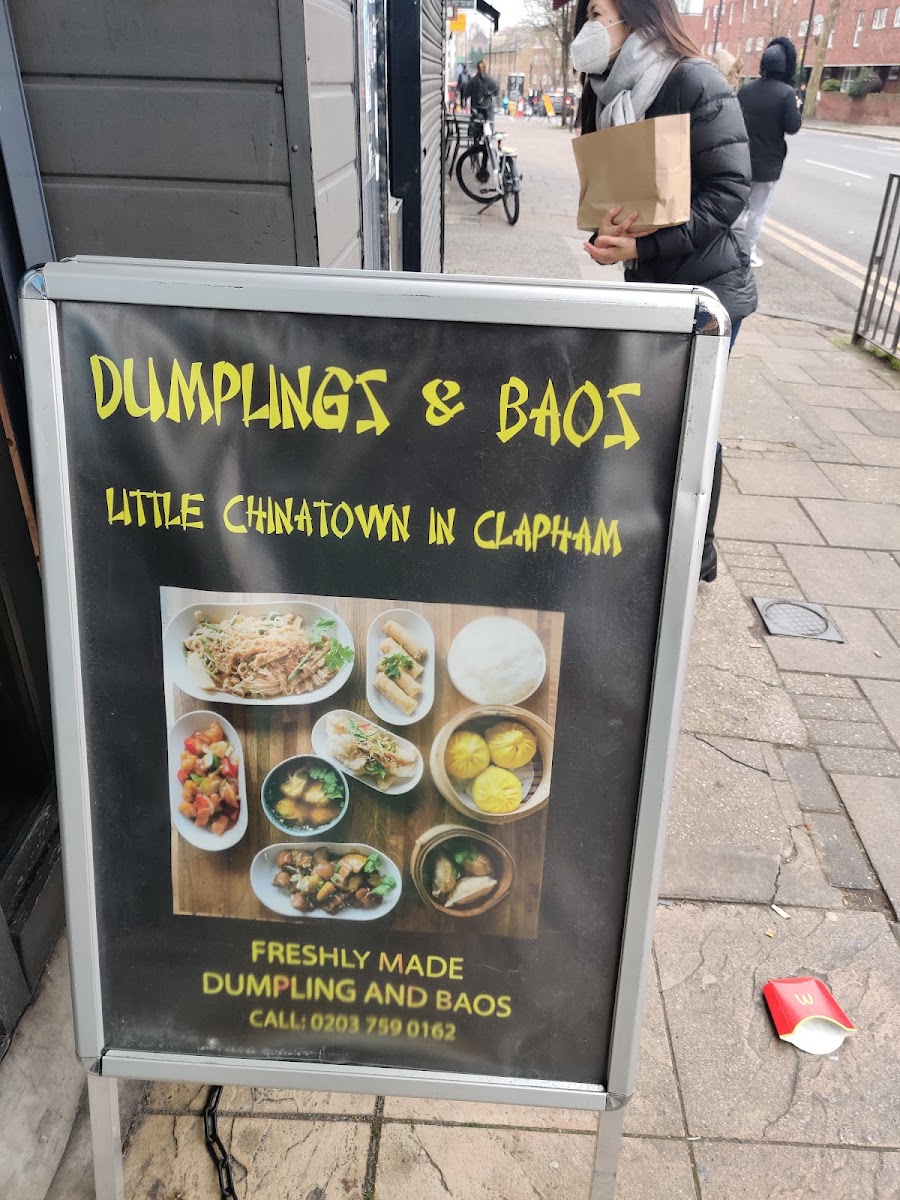 DUMPLINGS & BAOS
LITTLE CHINATOWN IN CLAPHAM
FRESHLY MADE
DUMPLING AND BAOS
CALL: 0203 759 0162
M